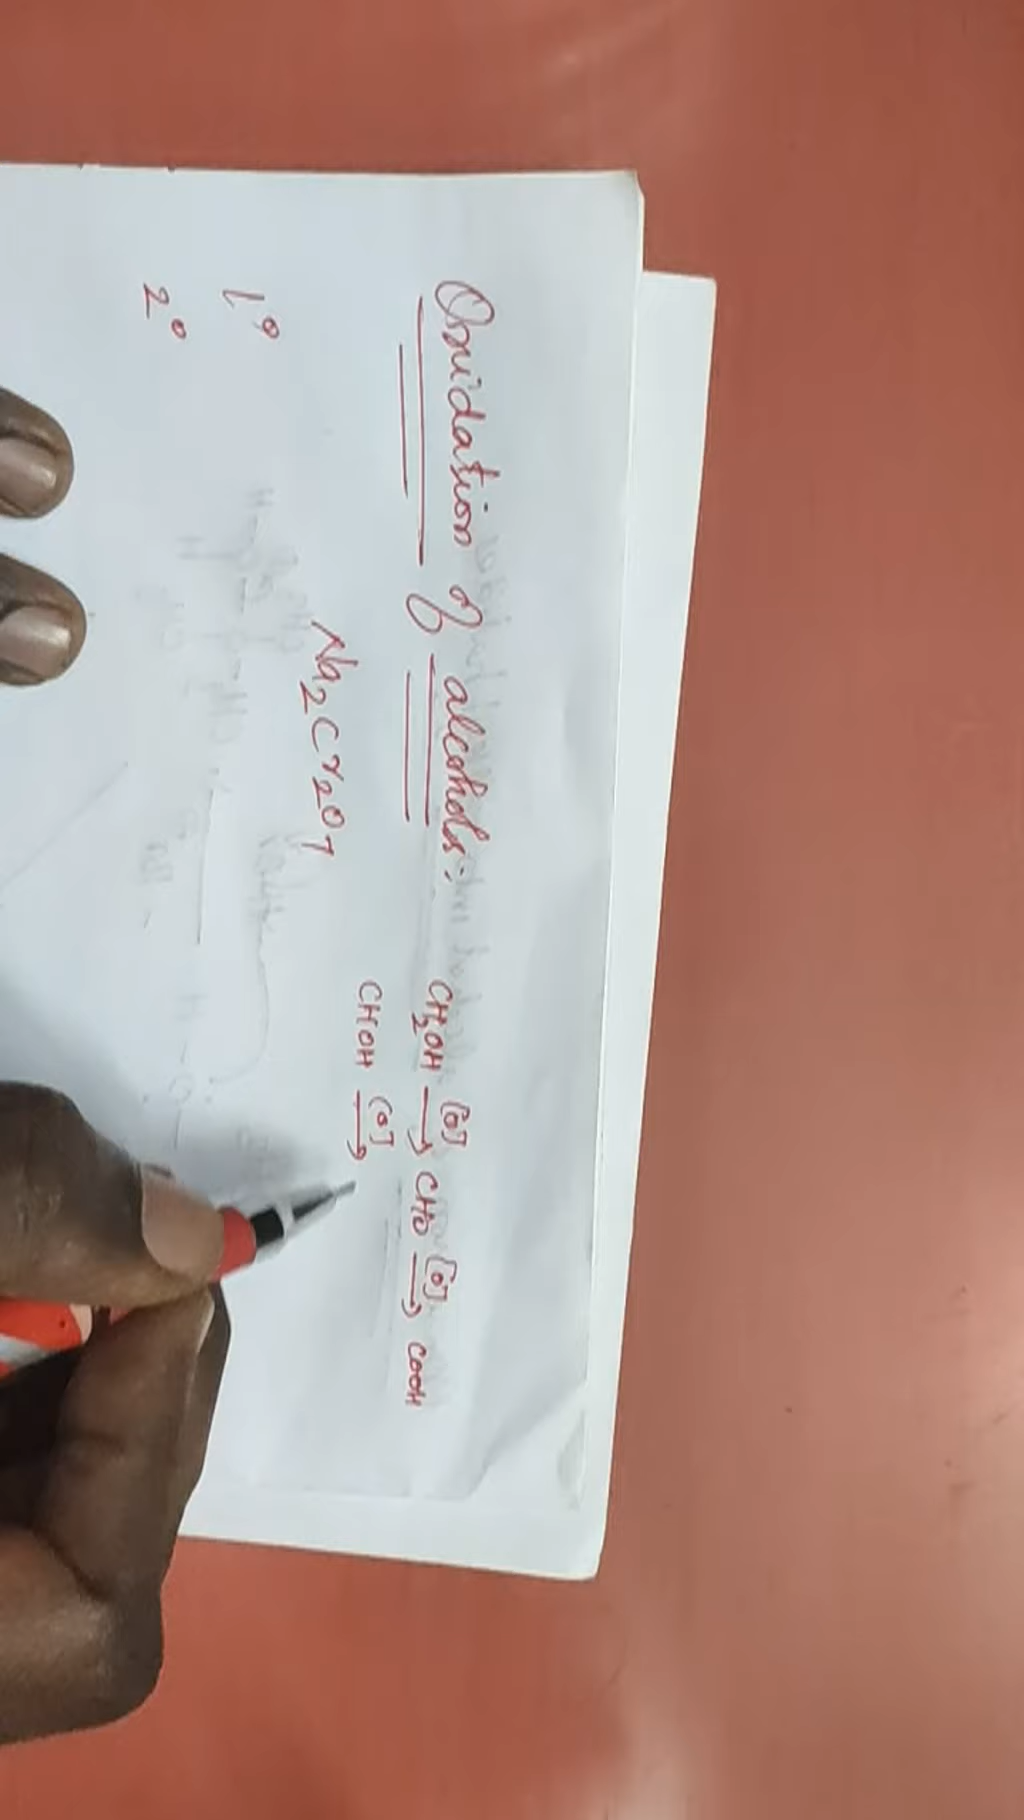 Oxidation of alcohols:
CH2OH [O] → CHO [O] → COOH
CHOH [O] →
Na2Cr2O7
1°
2°